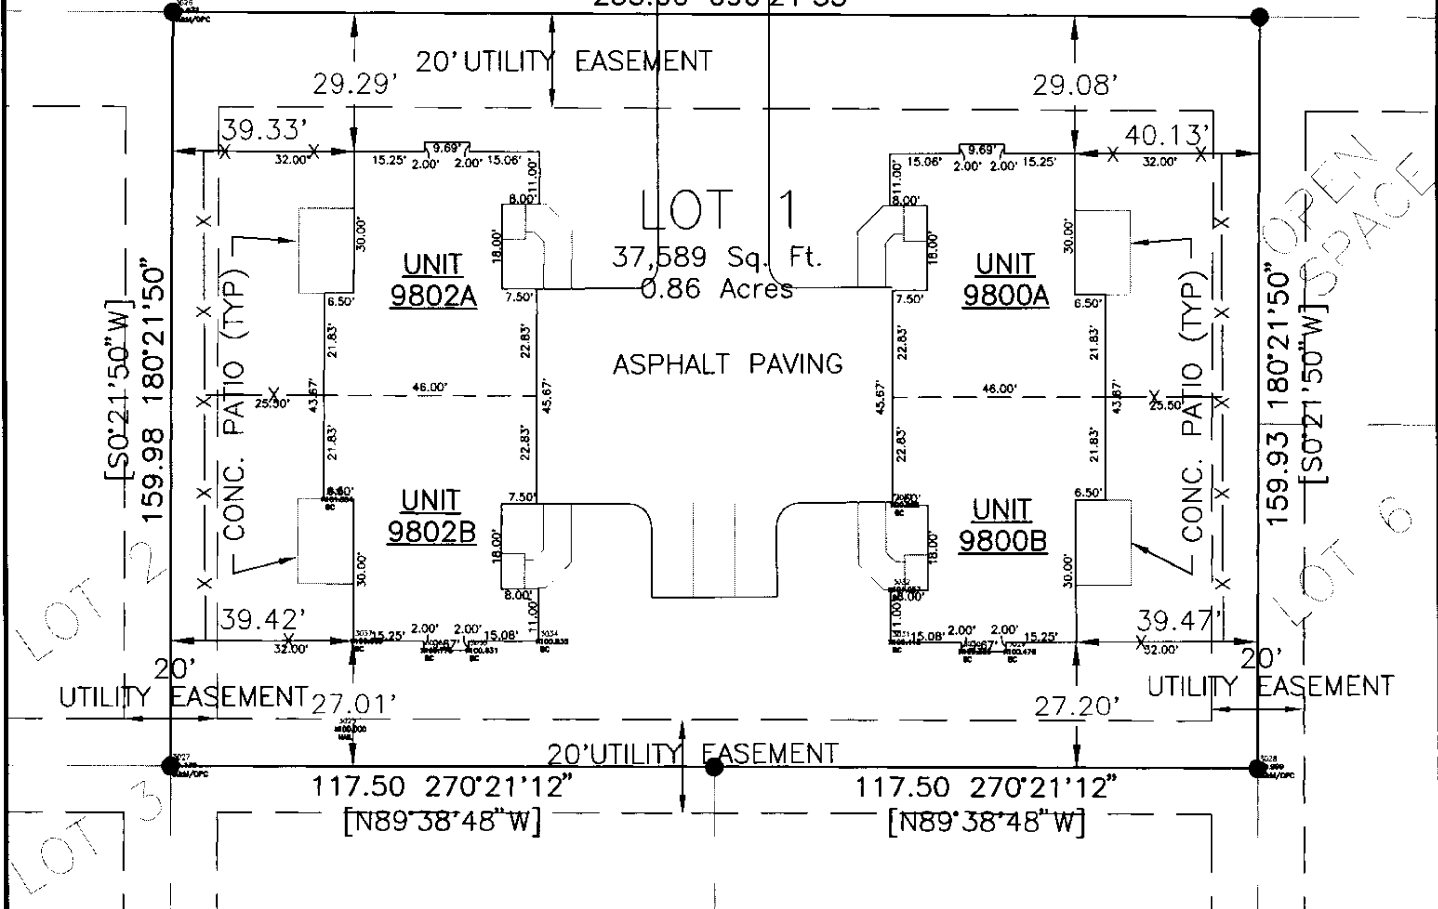 20' UTILITY EASEMENT
29.29'
29.08'
39.33'
40.13'
32.00'
15.25'
9.69'
2.00'
2.00'
15.06'
15.06'
9.69'
2.00'
2.00'
15.25'
32.00'
11.00'
8.00'
11.00'
8.00'
OPEN
SPACE
LOT 1
37,589 Sq. Ft.
0.86 Acres
30.00'
18.00'
18.00'
30.00'
UNIT
9802A
UNIT
9800A
6.50'
7.50'
7.50'
6.50'
[S0°21'50"W]
159.98 180°21'50"
CONC. PATIO (TYP)
21.83'
22.83'
22.83'
21.83'
ASPHALT PAVING
CONC. PATIO (TYP)
159.93 180°21'50"
[S0°21'50"W]
25.50'
43.67'
46.00'
45.67'
45.67'
46.00'
43.67'
25.50'
21.83'
22.83'
22.83'
21.83'
7.50'
6.50'
UNIT
9802B
UNIT
9800B
LOT 2
LOT 6
18.00'
18.00'
30.00'
30.00'
8.00'
8.00'
11.00'
11.00'
39.42'
39.47'
32.00'
15.25'
2.00'
2.00'
15.08'
15.08'
2.00'
2.00'
15.25'
32.00'
20'
UTILITY EASEMENT
20'
UTILITY EASEMENT
27.01'
27.20'
20'UTILITY EASEMENT
117.50 270°21'12"
[N89°38'48"W]
117.50 270°21'12"
[N89°38'48"W]
LOT 3